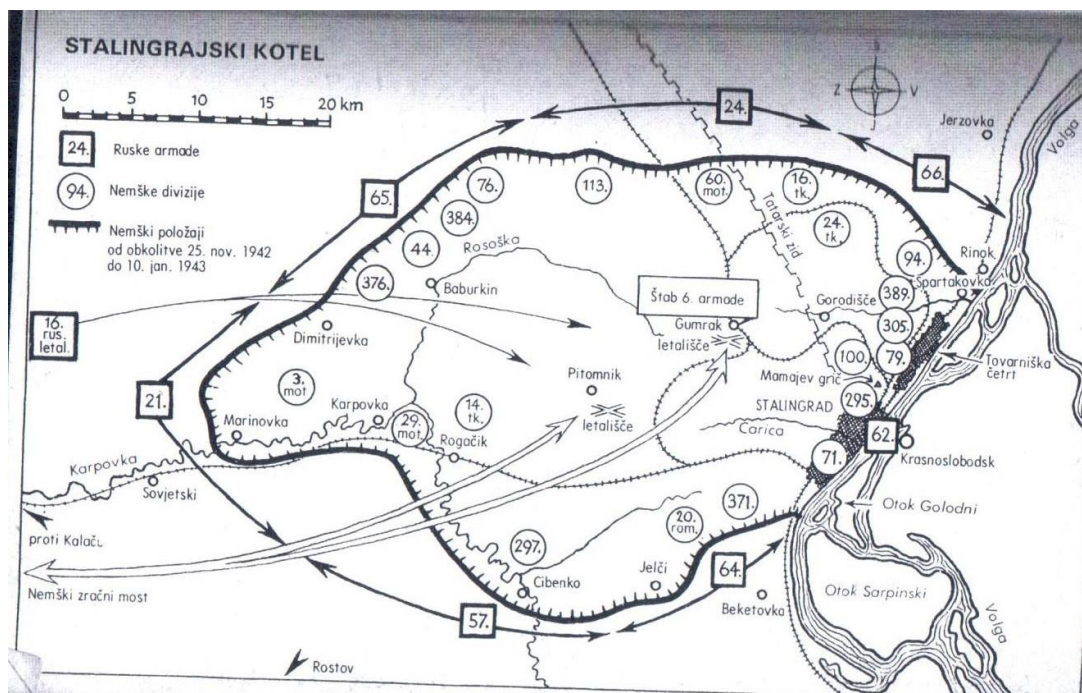 STALINGRAJSKI KOTEL
0 5 10 15 20 km
24. Ruske armade
94. Nemške divizije
Nemški položaji
od obkolitve 25. nov. 1942
do 10. jan. 1943
Z V
J
24.
66.
65.
Jerzovka
Volga
76.
113.
60.
mot.
16.
tk.
384.
Tatarski zid
24.
tk.
44.
Rosoška
94.
Rinok
376.
Baburkin
Štab 6. armade
389.
Spartakovka
Gorodišče
16.
rus.
letal.
Dimitrijevka
Gumrak
letališče
305.
100.
79.
Tovarniška
četrt
Mamajev grič
3.
mot.
Pitomnik
letališče
21.
14.
tk.
STALINGRAD
295.
Marinovka
Karpovka
29.
mot.
Rogačik
Carica
62.
Krasnoslobodsk
71.
Karpovka
Sovjetski
371.
Otok Golodni
20.
rom.
proti Kalaču
297.
Jelči
64.
Cibenko
Otok Sarpinski
Nemški zračni most
Beketovka
57.
Volga
Rostov